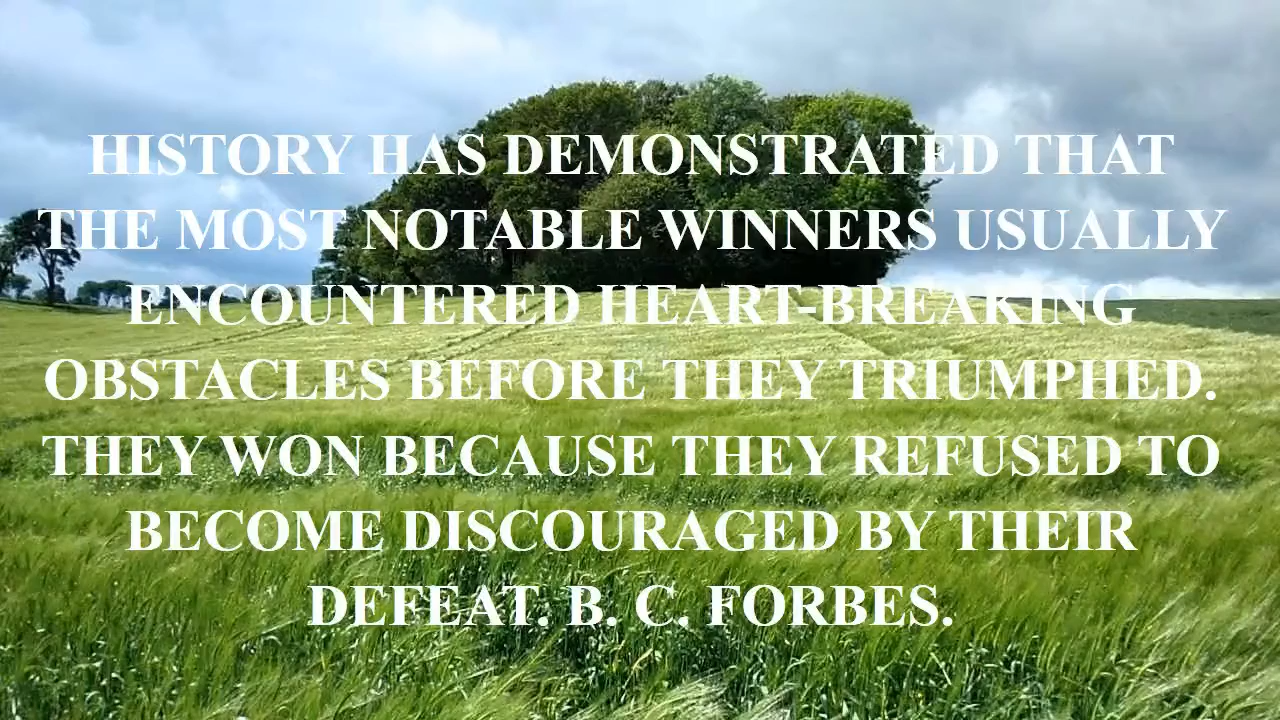 HISTORY HAS DEMONSTRATED THAT
THE MOST NOTABLE WINNERS USUALLY
ENCOUNTERED HEART-BREAKING
OBSTACLES BEFORE THEY TRIUMPHED.
THEY WON BECAUSE THEY REFUSED TO
BECOME DISCOURAGED BY THEIR
DEFEAT. B. C. FORBES.